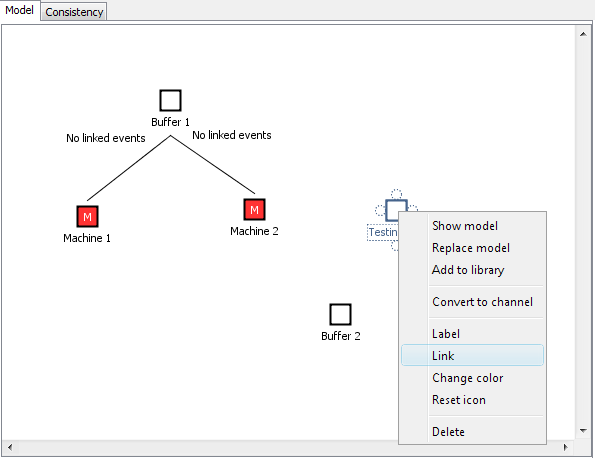 Model Consistency
Buffer 1
No linked events No linked events
M M
Machine 1 Machine 2
Testin
Buffer 2
Show model
Replace model
Add to library
Convert to channel
Label
Link
Change color
Reset icon
Delete